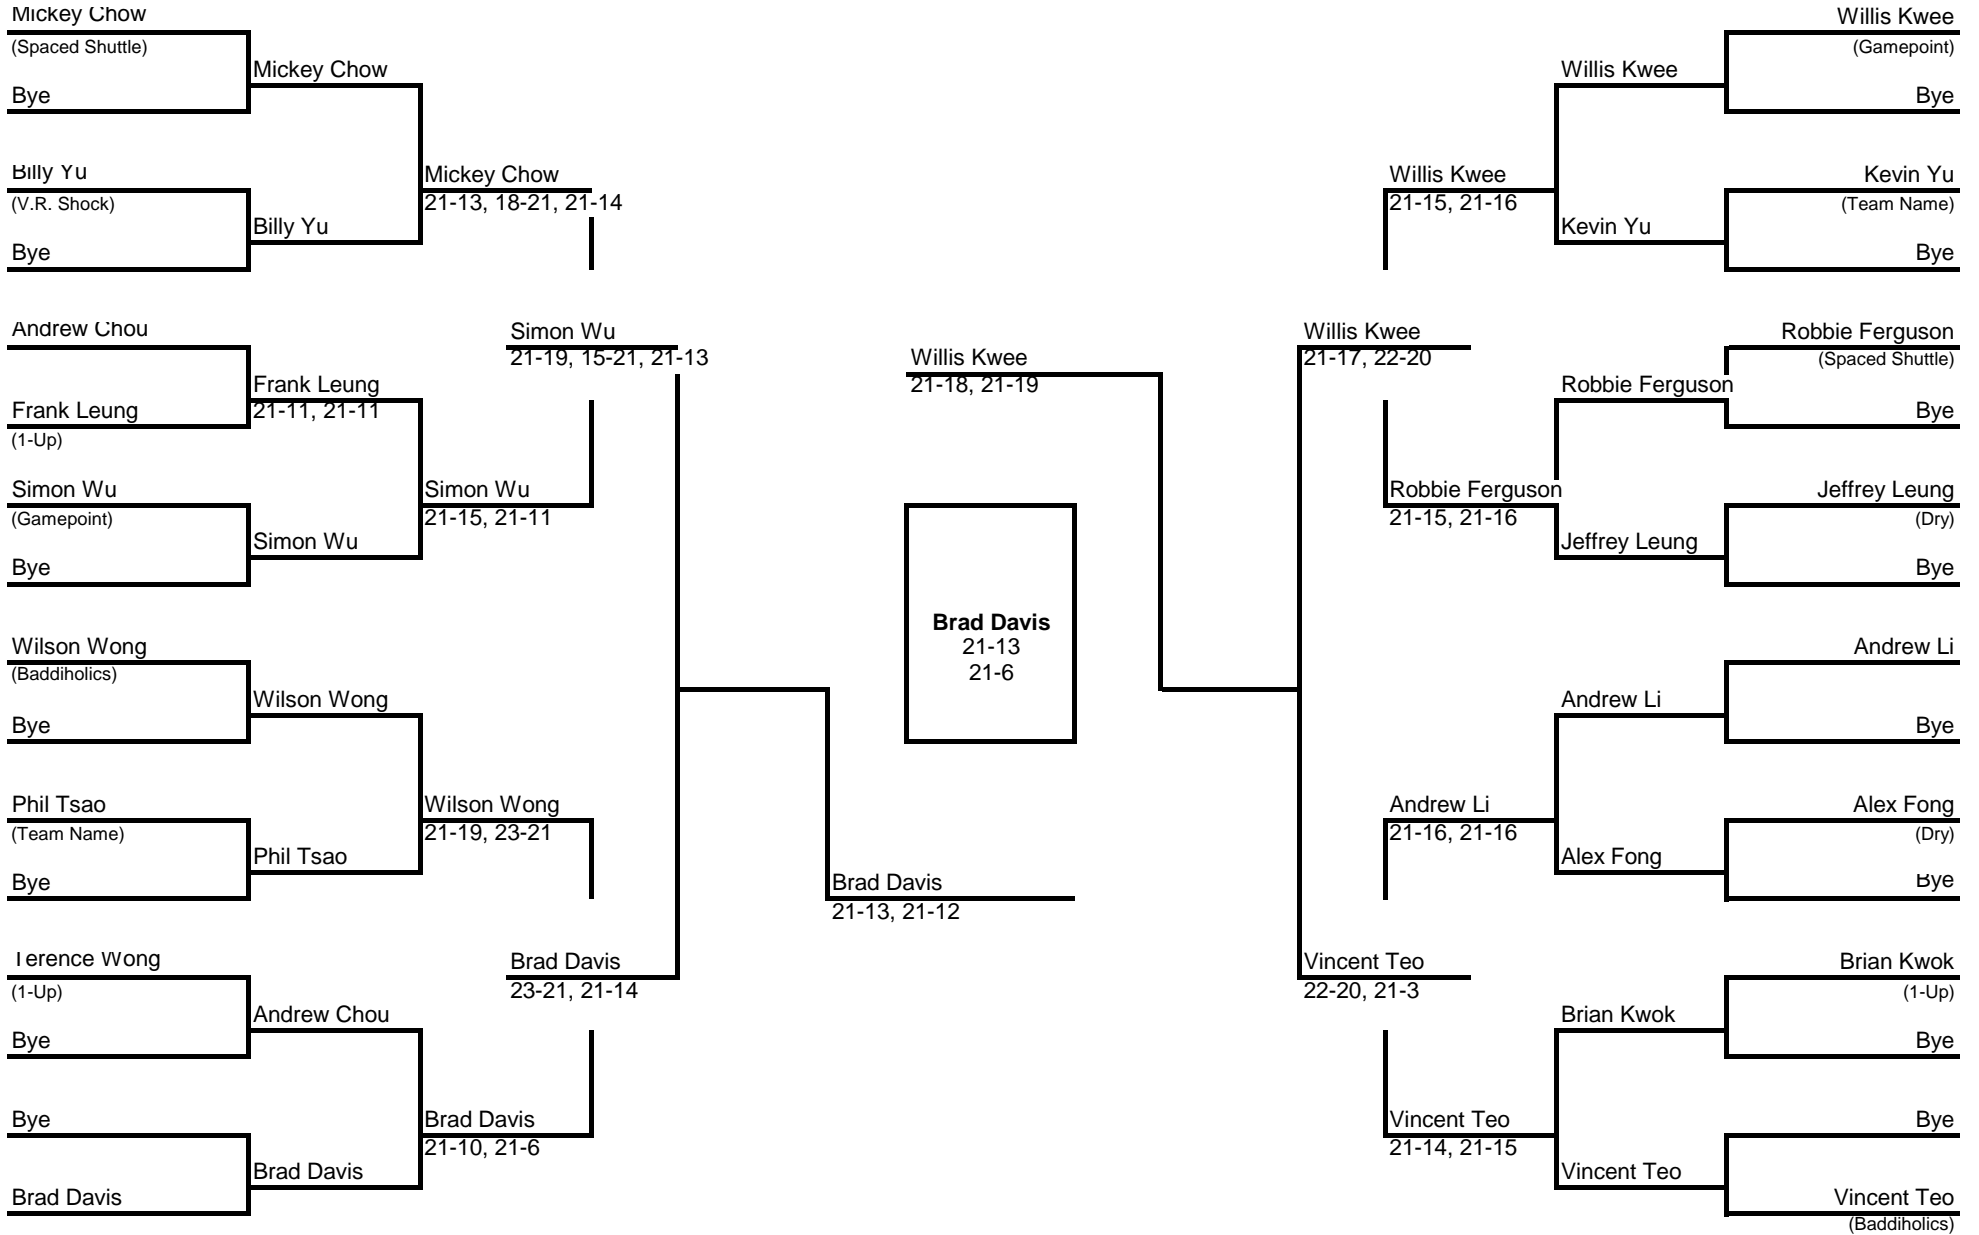 Mickey Chow
(Spaced Shuttle)
Bye
Billy Yu
(V.R. Shock)
Bye
Andrew Chou
Frank Leung
(1-Up)
Simon Wu
(Gamepoint)
Bye
Wilson Wong
(Baddiholics)
Bye
Phil Tsao
(Team Name)
Bye
Terence Wong
(1-Up)
Bye
Bye
Brad Davis
Mickey Chow
Billy Yu
Frank Leung
21-11, 21-11
Simon Wu
Wilson Wong
Phil Tsao
Andrew Chou
Brad Davis
Mickey Chow
21-13, 18-21, 21-14
Simon Wu
21-15, 21-11
Wilson Wong
21-19, 23-21
Brad Davis
21-10, 21-6
Simon Wu
21-19, 15-21, 21-13
Brad Davis
23-21, 21-14
Brad Davis
21-13, 21-12
Willis Kwee
21-18, 21-19
Brad Davis
21-13
21-6
Willis Kwee
21-17, 22-20
Vincent Teo
22-20, 21-3
Willis Kwee
21-15, 21-16
Robbie Ferguson
21-15, 21-16
Andrew Li
21-16, 21-16
Vincent Teo
21-14, 21-15
Willis Kwee
Kevin Yu
Robbie Ferguson
Jeffrey Leung
Andrew Li
Alex Fong
Brian Kwok
Vincent Teo
Willis Kwee
(Gamepoint)
Bye
Kevin Yu
(Team Name)
Bye
Robbie Ferguson
(Spaced Shuttle)
Bye
Jeffrey Leung
(Dry)
Bye
Andrew Li
Bye
Alex Fong
(Dry)
Bye
Brian Kwok
(1-Up)
Bye
Bye
Vincent Teo
(Baddiholics)